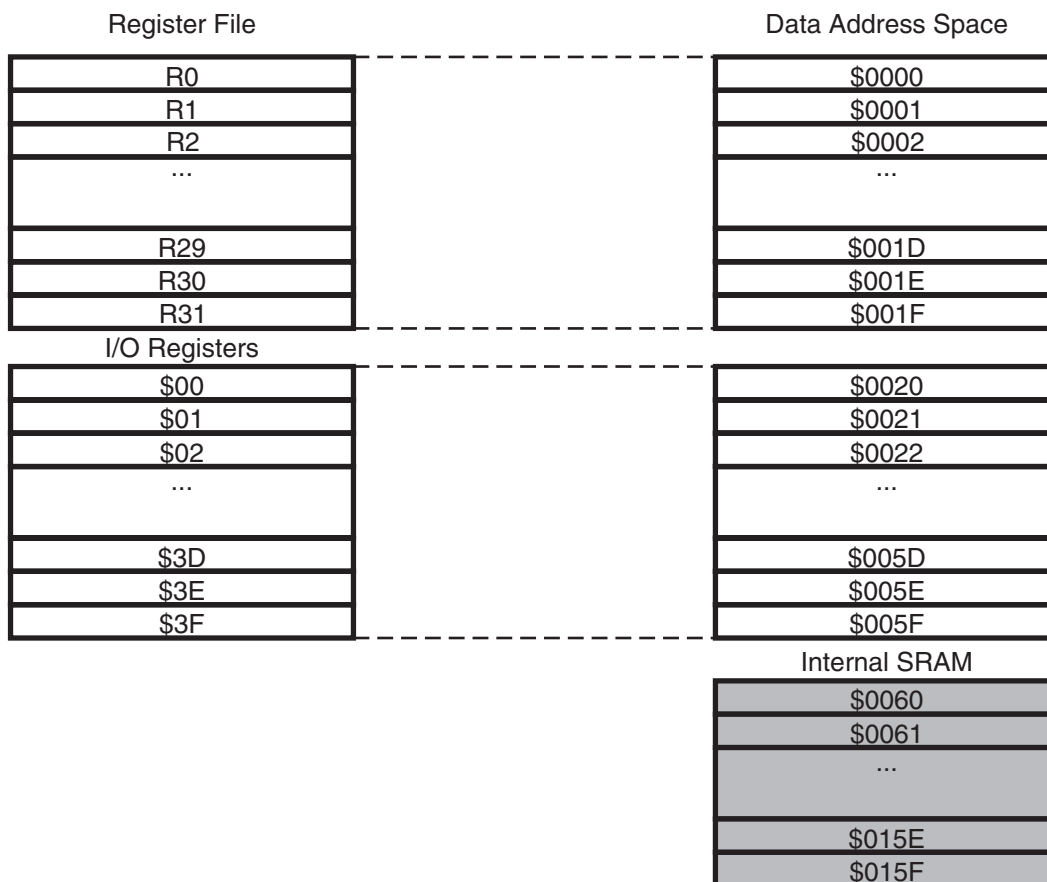 Register File
Data Address Space
R0
$0000
R1
$0001
R2
$0002
...
...
R29
$001D
R30
$001E
R31
$001F
I/O Registers
$00
$0020
$01
$0021
$02
$0022
...
...
$3D
$005D
$3E
$005E
$3F
$005F
Internal SRAM
$0060
$0061
...
$015E
$015F